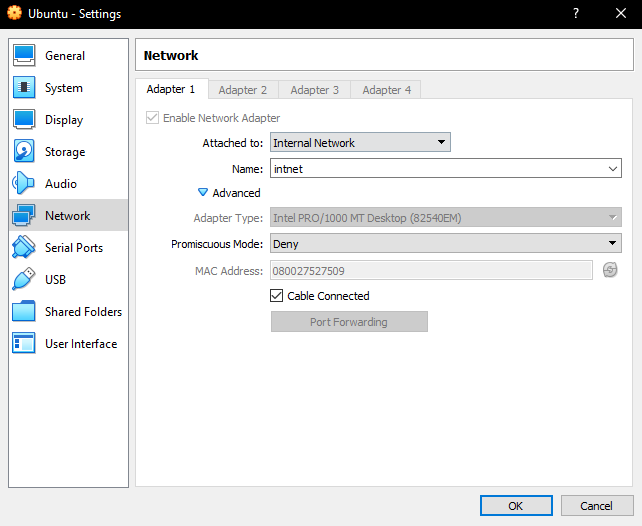 Ubuntu - Settings
General
System
Display
Storage
Audio
Network
Serial Ports
USB
Shared Folders
User Interface
Network
Adapter 1 Adapter 2 Adapter 3 Adapter 4
Enable Network Adapter
Attached to: Internal Network
Name: intnet
Advanced
Adapter Type: Intel PRO/1000 MT Desktop (82540EM)
Promiscuous Mode: Deny
MAC Address: 080027527509
Cable Connected
Port Forwarding
OK Cancel